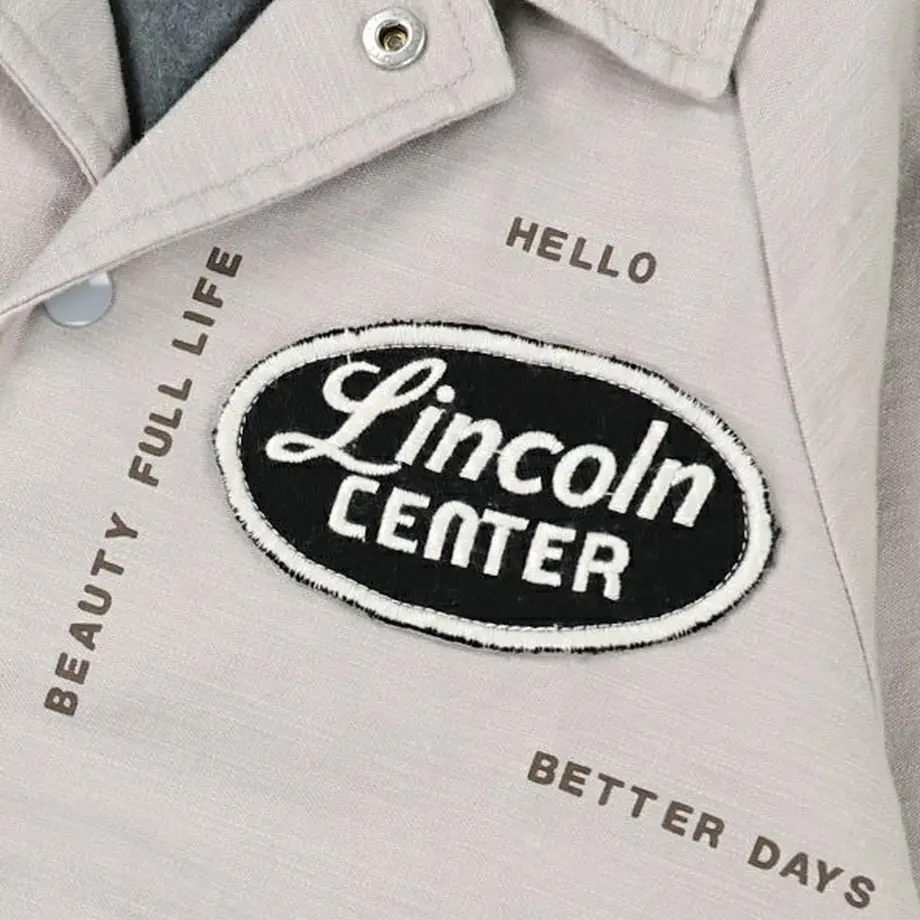 HELLO
BEAUTY FULL LIFE
Lincoln
CENTER
BETTER DAYS